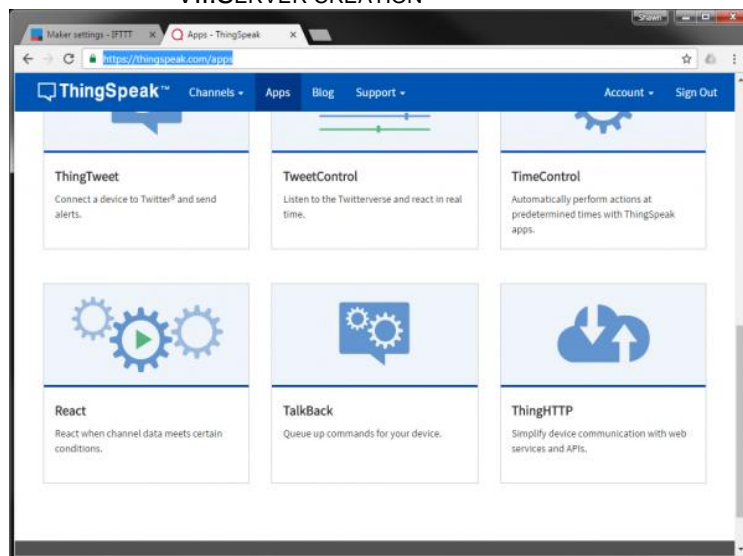 VIII.SERVER CREATION
Shawn
Maker settings - IFTTT
Apps - ThingSpeak
https://thingspeak.com/apps
ThingSpeak™ Channels Apps Blog Support Account Sign Out
ThingTweet
Connect a device to Twitter® and send
alerts.
TweetControl
Listen to the Twitterverse and react in real
time.
TimeControl
Automatically perform actions at
predetermined times with ThingSpeak
apps.
React
React when channel data meets certain
conditions.
TalkBack
Queue up commands for your device.
ThingHTTP
Simplify device communication with web
services and APIs.